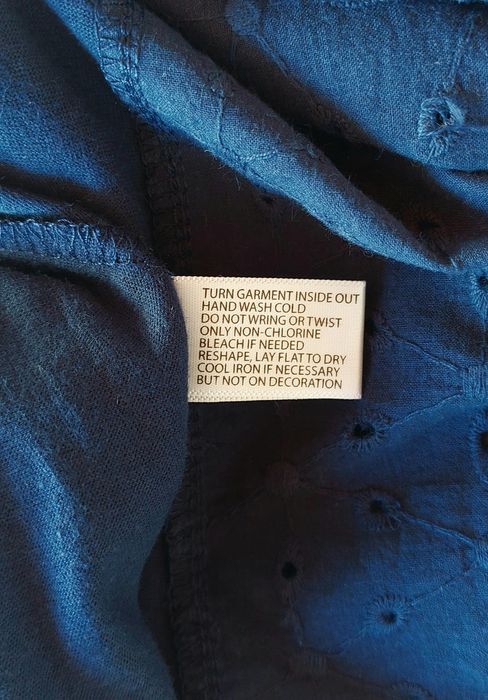 TURN GARMENT INSIDE OUT
HAND WASH COLD
DO NOT WRING OR TWIST
ONLY NON-CHLORINE
BLEACH IF NEEDED
RESHAPE, LAY FLAT TO DRY
COOL IRON IF NECESSARY
BUT NOT ON DECORATION